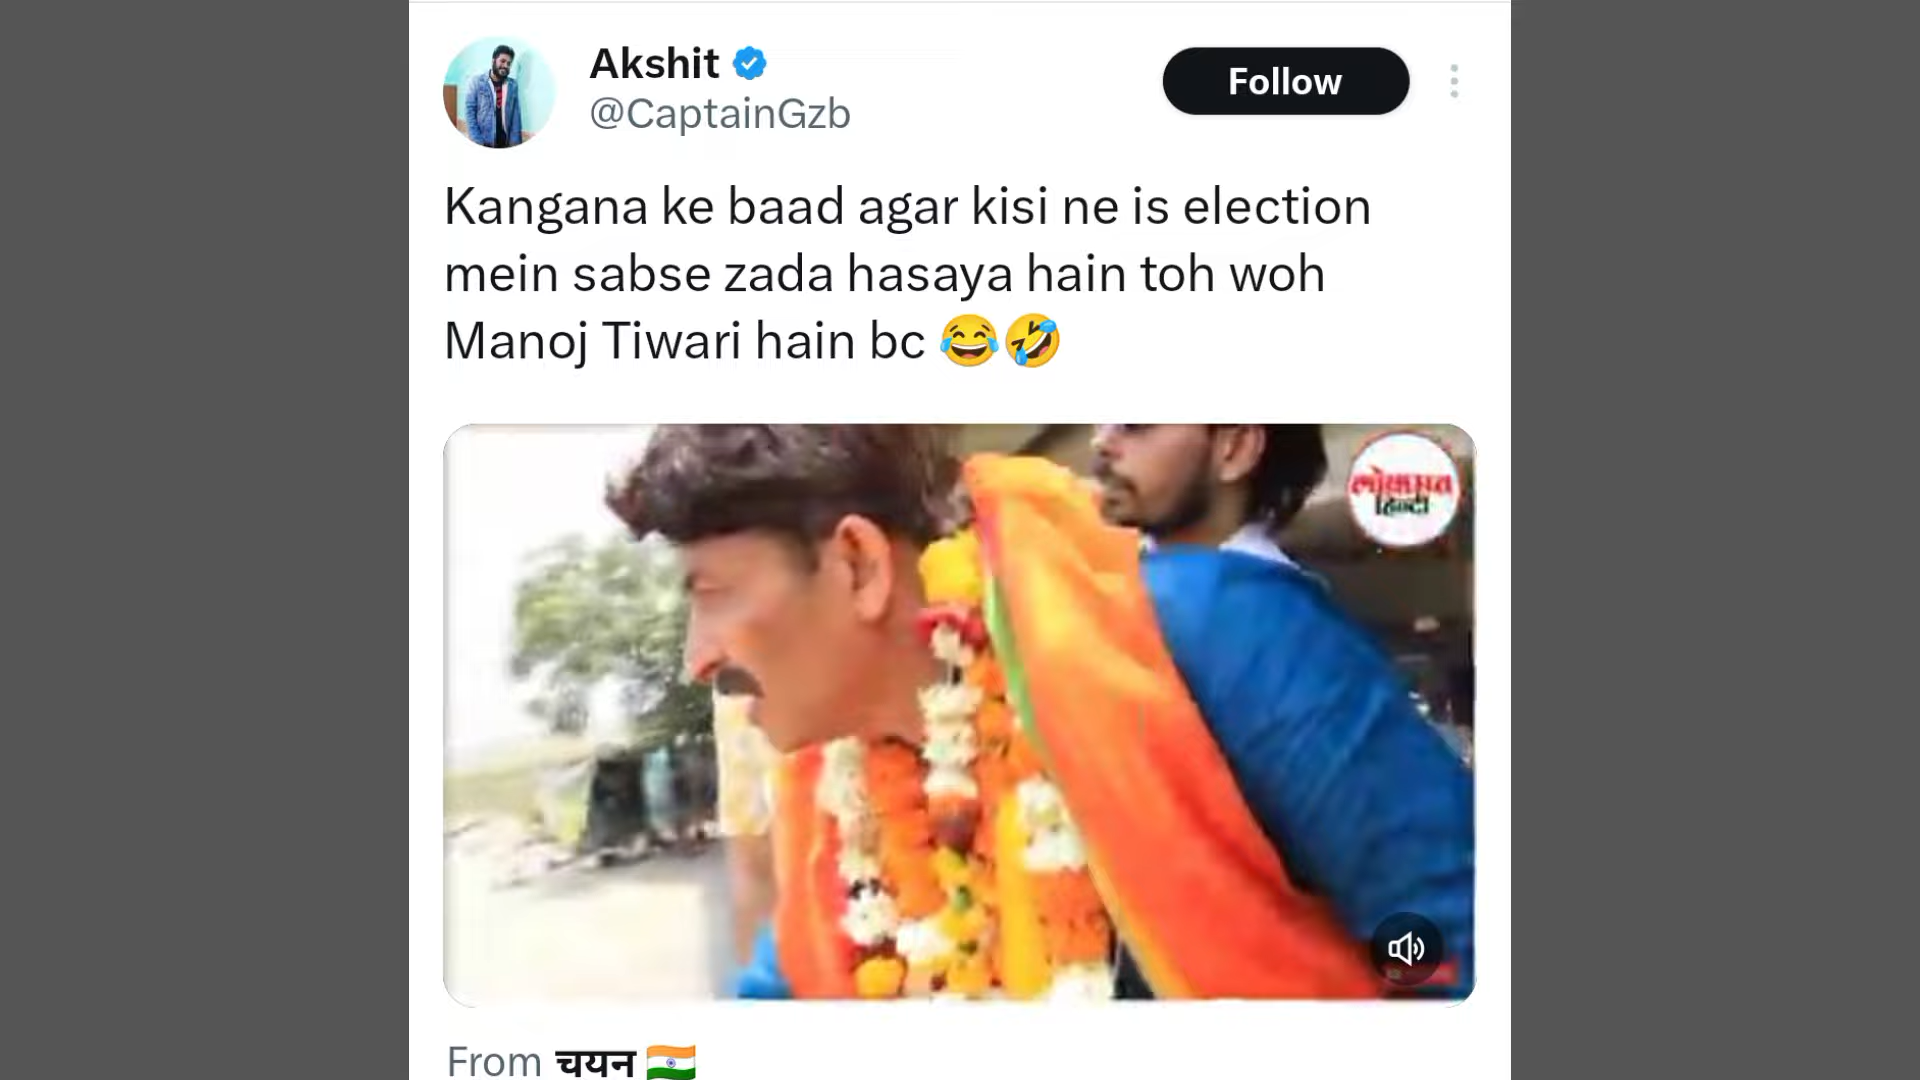 Akshit
@CaptainGzb
Follow
Kangana ke baad agar kisi ne is election
mein sabse zada hasaya hain toh woh
Manoj Tiwari hain bc 😂🤣
लोकमत
हिन्दी
From चयन 🇮🇳